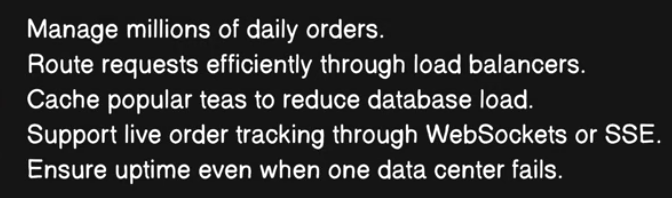 Manage millions of daily orders.
Route requests efficiently through load balancers.
Cache popular teas to reduce database load.
Support live order tracking through WebSockets or SSE.
Ensure uptime even when one data center fails.